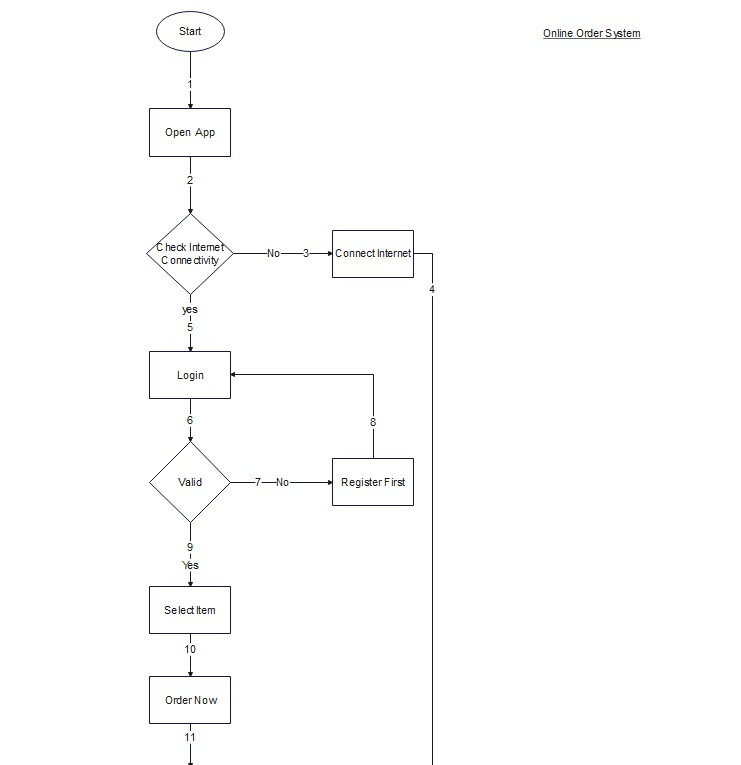 Start
Online Order System
1
Open App
2
Check Internet
Connectivity
No
3
Connect Internet
4
yes
5
Login
6
8
Valid
7
No
Register First
9
Yes
Select Item
10
Order Now
11